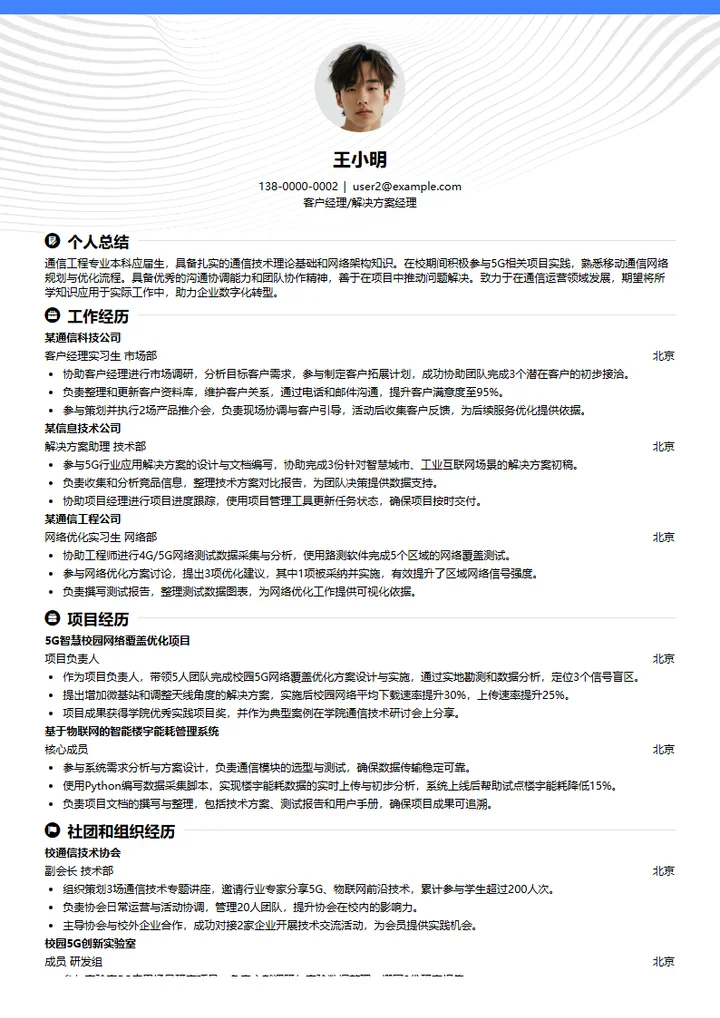 王小明
138-0000-0002 | user2@example.com
客户经理/解决方案经理
个人总结
通信工程专业本科应届生，具备扎实的通信技术理论基础和网络架构知识。在校期间积极参与5G相关项目实践，熟悉移动通信网络
规划与优化流程。具备优秀的沟通协调能力和团队协作精神，善于在项目中推动问题解决。致力于在通信运营领域发展，期望将所
学知识应用于实际工作中，助力企业数字化转型。
工作经历
某通信科技公司
客户经理实习生 市场部 北京
• 协助客户经理进行市场调研，分析目标客户需求，参与制定客户拓展计划，成功协助团队完成3个潜在客户的初步接洽。
• 负责整理和更新客户资料库，维护客户关系，通过电话和邮件沟通，提升客户满意度至95%。
• 参与策划并执行2场产品推介会，负责现场协调与客户引导，活动后收集客户反馈，为后续服务优化提供依据。
某信息技术公司
解决方案助理 技术部 北京
• 参与5G行业应用解决方案的设计与文档编写，协助完成3份针对智慧城市、工业互联网场景的解决方案初稿。
• 负责收集和分析竞品信息，整理技术方案对比报告，为团队决策提供数据支持。
• 协助项目经理进行项目进度跟踪，使用项目管理工具更新任务状态，确保项目按时交付。
某通信工程公司
网络优化实习生 网络部 北京
• 协助工程师进行4G/5G网络测试数据采集与分析，使用路测软件完成5个区域的网络覆盖测试。
• 参与网络优化方案讨论，提出3项优化建议，其中1项被采纳并实施，有效提升了区域网络信号强度。
• 负责撰写测试报告，整理测试数据图表，为网络优化工作提供可视化依据。
项目经历
5G智慧校园网络覆盖优化项目
项目负责人 北京
• 作为项目负责人，带领5人团队完成校园5G网络覆盖优化方案设计与实施，通过实地勘测和数据分析，定位3个信号盲区。
• 提出增加微基站和调整天线角度的解决方案，实施后校园网络平均下载速率提升30%，上传速率提升25%。
• 项目成果获得学院优秀实践项目奖，并作为典型案例在学院通信技术研讨会上分享。
基于物联网的智能楼宇能耗管理系统
核心成员 北京
• 参与系统需求分析与方案设计，负责通信模块的选型与测试，确保数据传输稳定可靠。
• 使用Python编写数据采集脚本，实现楼宇能耗数据的实时上传与初步分析，系统上线后帮助试点楼宇能耗降低15%。
• 负责项目文档的撰写与整理，包括技术方案、测试报告和用户手册，确保项目成果可追溯。
社团和组织经历
校通信技术协会
副会长 技术部 北京
• 组织策划3场通信技术专题讲座，邀请行业专家分享5G、物联网前沿技术，累计参与学生超过200人次。
• 负责协会日常运营与活动协调，管理20人团队，提升协会在校内的影响力。
• 主导协会与校外企业合作，成功对接2家企业开展技术交流活动，为会员提供实践机会。
校园5G创新实验室
成员 研发组 北京